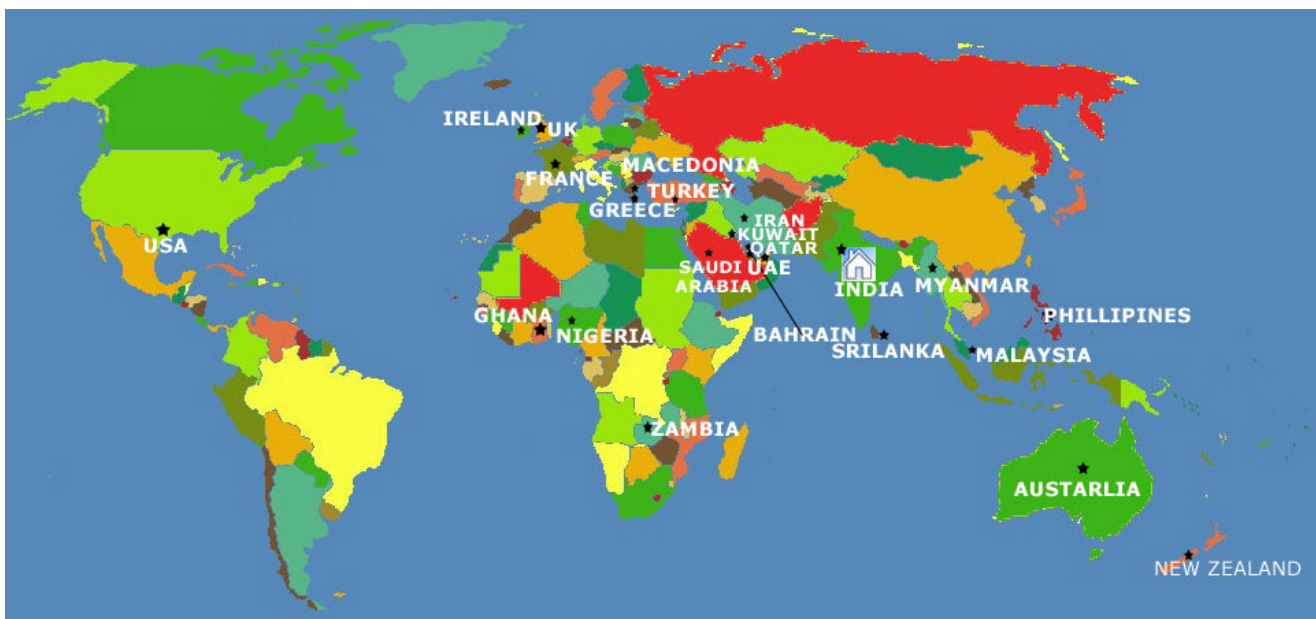 IRELAND
UK
MACEDONIA
FRANCE
TURKEY
GREECE
USA
IRAN
KUWAIT
QATAR
SAUDI
ARABIA
UAE
INDIA
MYANMAR
GHANA
NIGERIA
BAHRAIN
PHILLIPINES
SRILANKA
MALAYSIA
ZAMBIA
AUSTARLIA
NEW ZEALAND